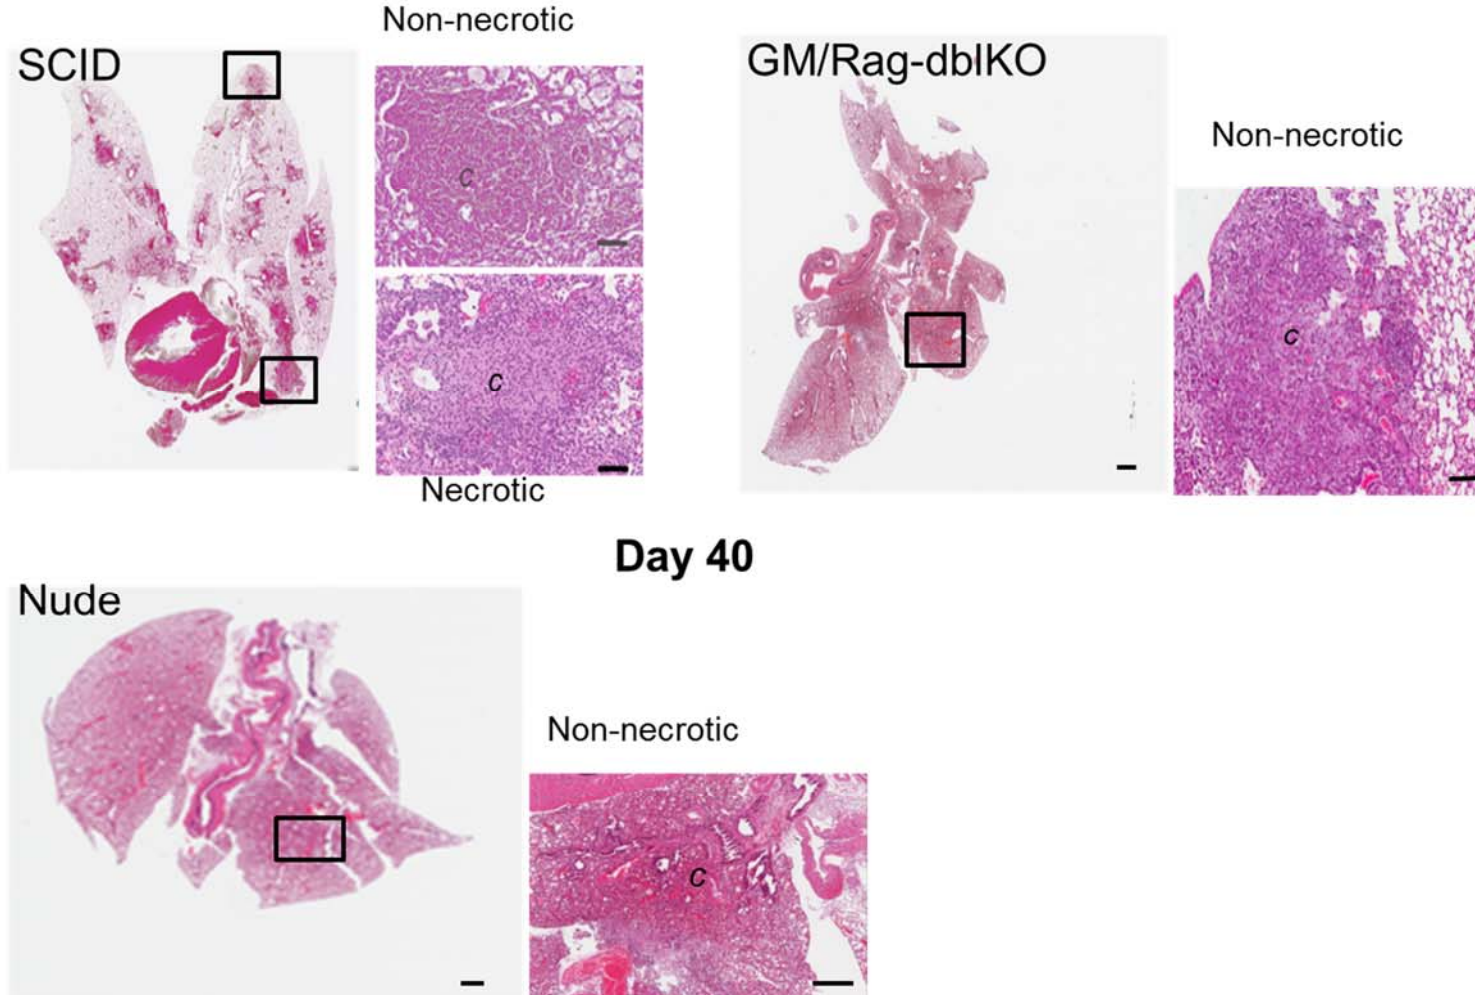 Non-necrotic
SCID
GM/Rag-dblKO
Non-necrotic
c
c
c
Necrotic
Day 40
Nude
Non-necrotic
c